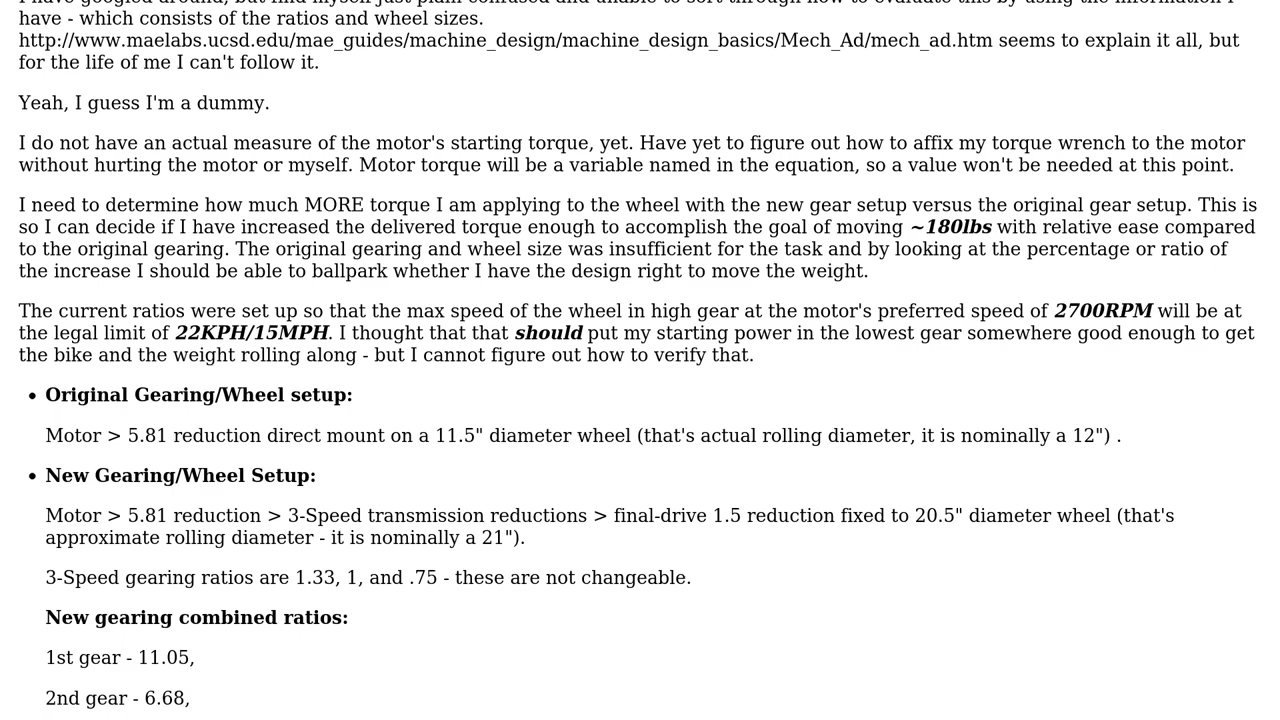 have - which consists of the ratios and wheel sizes.
http://www.maelabs.ucsd.edu/mae_guides/machine_design/machine_design_basics/Mech_Ad/mech_ad.htm seems to explain it all, but
for the life of me I can't follow it.
Yeah, I guess I'm a dummy.
I do not have an actual measure of the motor's starting torque, yet. Have yet to figure out how to affix my torque wrench to the motor
without hurting the motor or myself. Motor torque will be a variable named in the equation, so a value won't be needed at this point.
I need to determine how much MORE torque I am applying to the wheel with the new gear setup versus the original gear setup. This is
so I can decide if I have increased the delivered torque enough to accomplish the goal of moving ~180lbs with relative ease compared
to the original gearing. The original gearing and wheel size was insufficient for the task and by looking at the percentage or ratio of
the increase I should be able to ballpark whether I have the design right to move the weight.
The current ratios were set up so that the max speed of the wheel in high gear at the motor's preferred speed of 2700RPM will be at
the legal limit of 22KPH/15MPH. I thought that that should put my starting power in the lowest gear somewhere good enough to get
the bike and the weight rolling along - but I cannot figure out how to verify that.
• Original Gearing/Wheel setup:
Motor > 5.81 reduction direct mount on a 11.5" diameter wheel (that's actual rolling diameter, it is nominally a 12") .
• New Gearing/Wheel Setup:
Motor > 5.81 reduction > 3-Speed transmission reductions > final-drive 1.5 reduction fixed to 20.5" diameter wheel (that's
approximate rolling diameter - it is nominally a 21").
3-Speed gearing ratios are 1.33, 1, and .75 - these are not changeable.
New gearing combined ratios:
1st gear - 11.05,
2nd gear - 6.68,